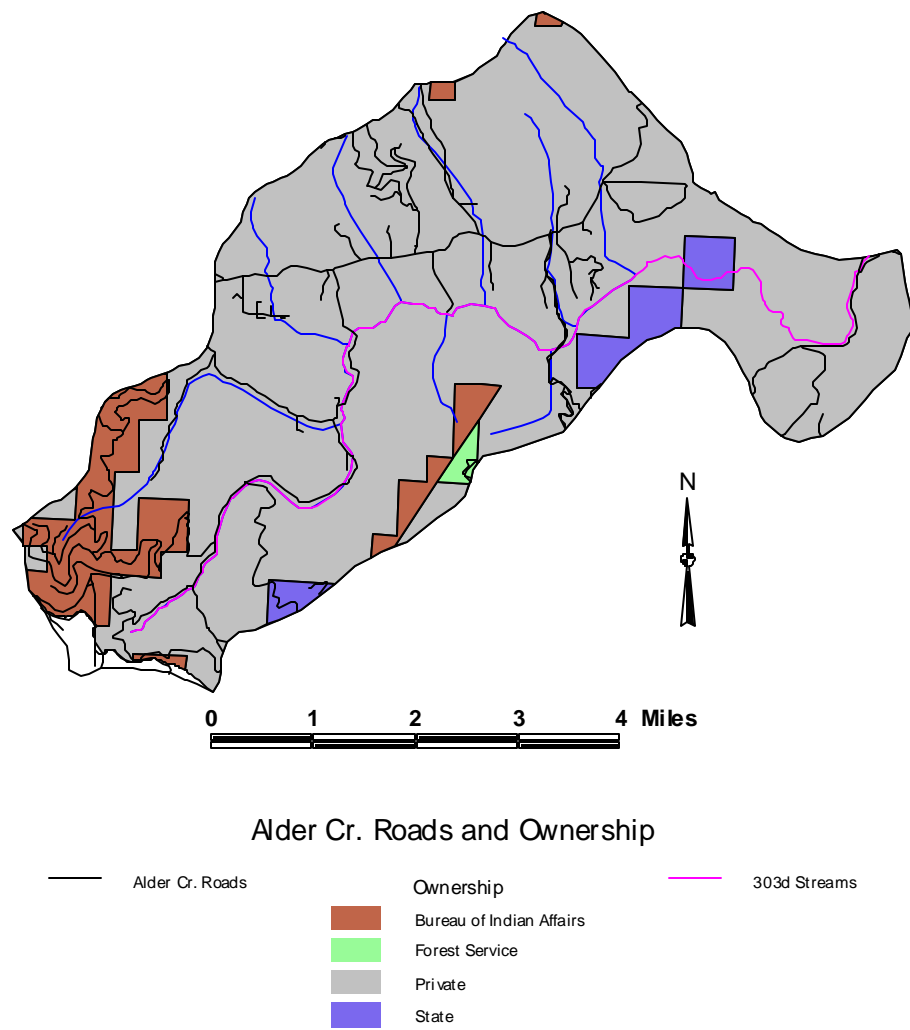 N
0 1 2 3 4 Miles
Alder Cr. Roads and Ownership
Alder Cr. Roads
Ownership
303d Streams
Bureau of Indian Affairs
Forest Service
Private
State